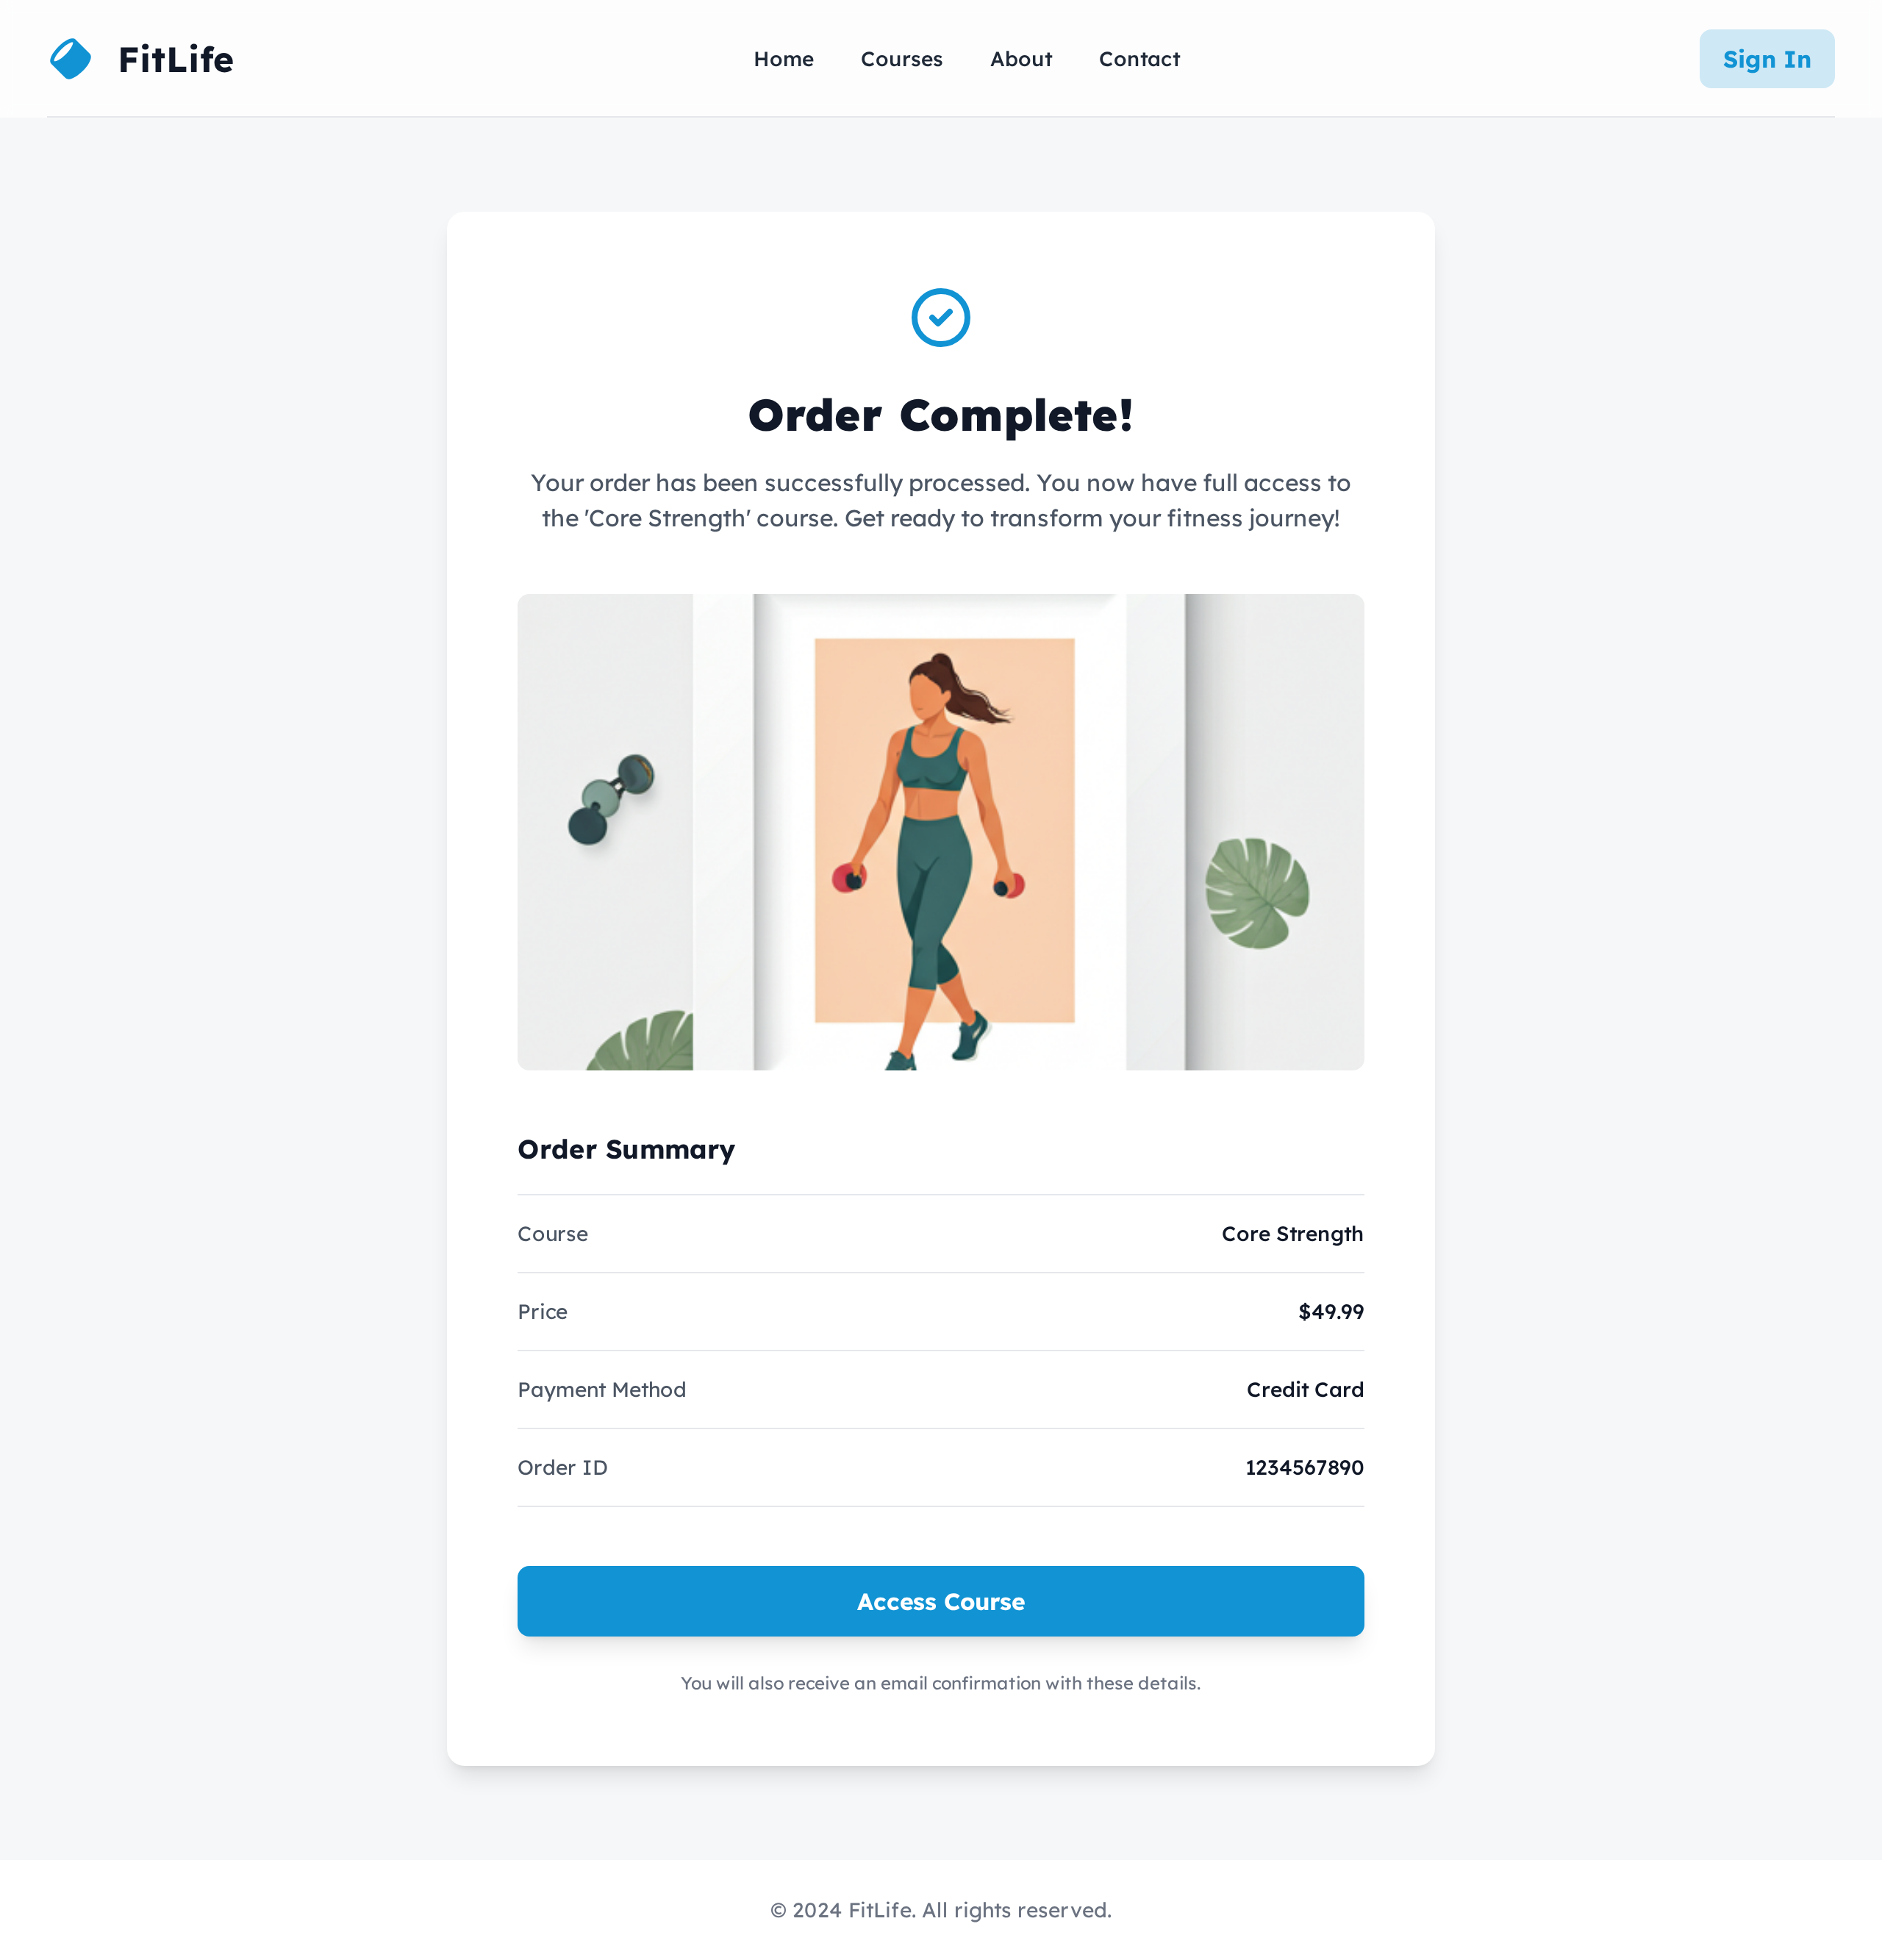 FitLife
Home
Courses
About
Contact
Sign In
Order Complete!
Your order has been successfully processed. You now have full access to
the 'Core Strength' course. Get ready to transform your fitness journey!
Order Summary
Course
Core Strength
Price
$49.99
Payment Method
Credit Card
Order ID
1234567890
Access Course
You will also receive an email confirmation with these details.
© 2024 FitLife. All rights reserved.